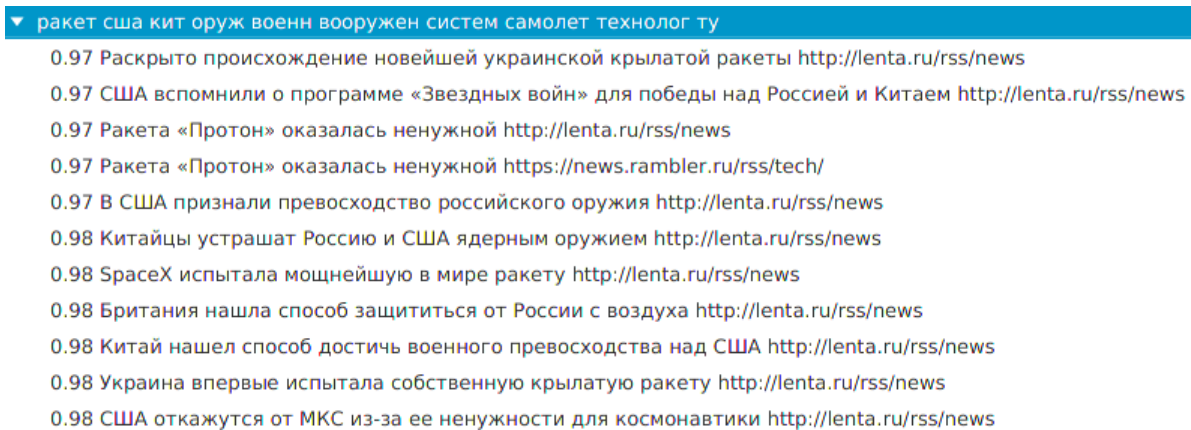 ракет сша кит оруж военн вооружен систем самолет технолог ту
0.97 Раскрыто происхождение новейшей украинской крылатой ракеты http://lenta.ru/rss/news
0.97 США вспомнили о программе «Звездных войн» для победы над Россией и Китаем http://lenta.ru/rss/news
0.97 Ракета «Протон» оказалась ненужной http://lenta.ru/rss/news
0.97 Ракета «Протон» оказалась ненужной https://news.rambler.ru/rss/tech/
0.97 В США признали превосходство российского оружия http://lenta.ru/rss/news
0.98 Китайцы устрашат Россию и США ядерным оружием http://lenta.ru/rss/news
0.98 SpaceX испытала мощнейшую в мире ракету http://lenta.ru/rss/news
0.98 Британия нашла способ защититься от России с воздуха http://lenta.ru/rss/news
0.98 Китай нашел способ достичь военного превосходства над США http://lenta.ru/rss/news
0.98 Украина впервые испытала собственную крылатую ракету http://lenta.ru/rss/news
0.98 США откажутся от МКС из-за ее ненужности для космонавтики http://lenta.ru/rss/news